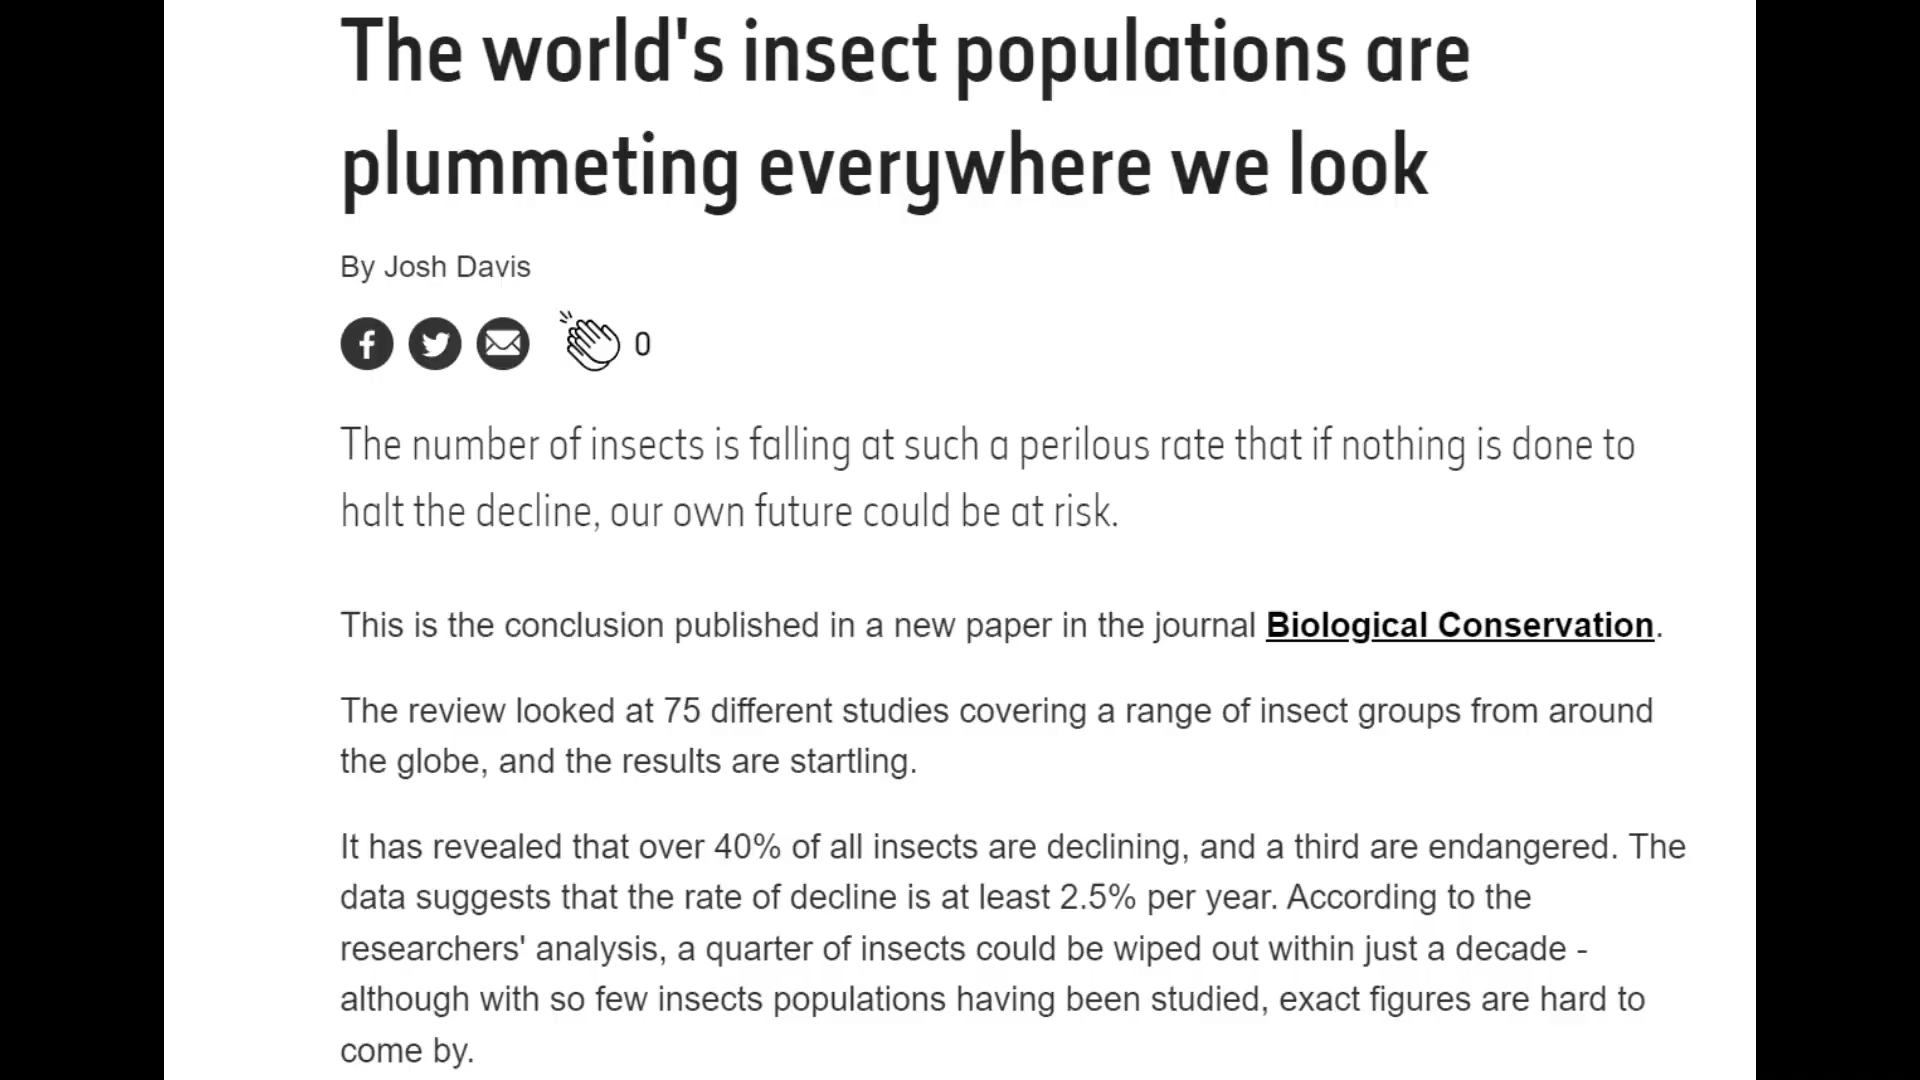 The world's insect populations are
plummeting everywhere we look
By Josh Davis
0
The number of insects is falling at such a perilous rate that if nothing is done to
halt the decline, our own future could be at risk.
This is the conclusion published in a new paper in the journal Biological Conservation.
The review looked at 75 different studies covering a range of insect groups from around
the globe, and the results are startling.
It has revealed that over 40% of all insects are declining, and a third are endangered. The
data suggests that the rate of decline is at least 2.5% per year. According to the
researchers' analysis, a quarter of insects could be wiped out within just a decade -
although with so few insects populations having been studied, exact figures are hard to
come by.